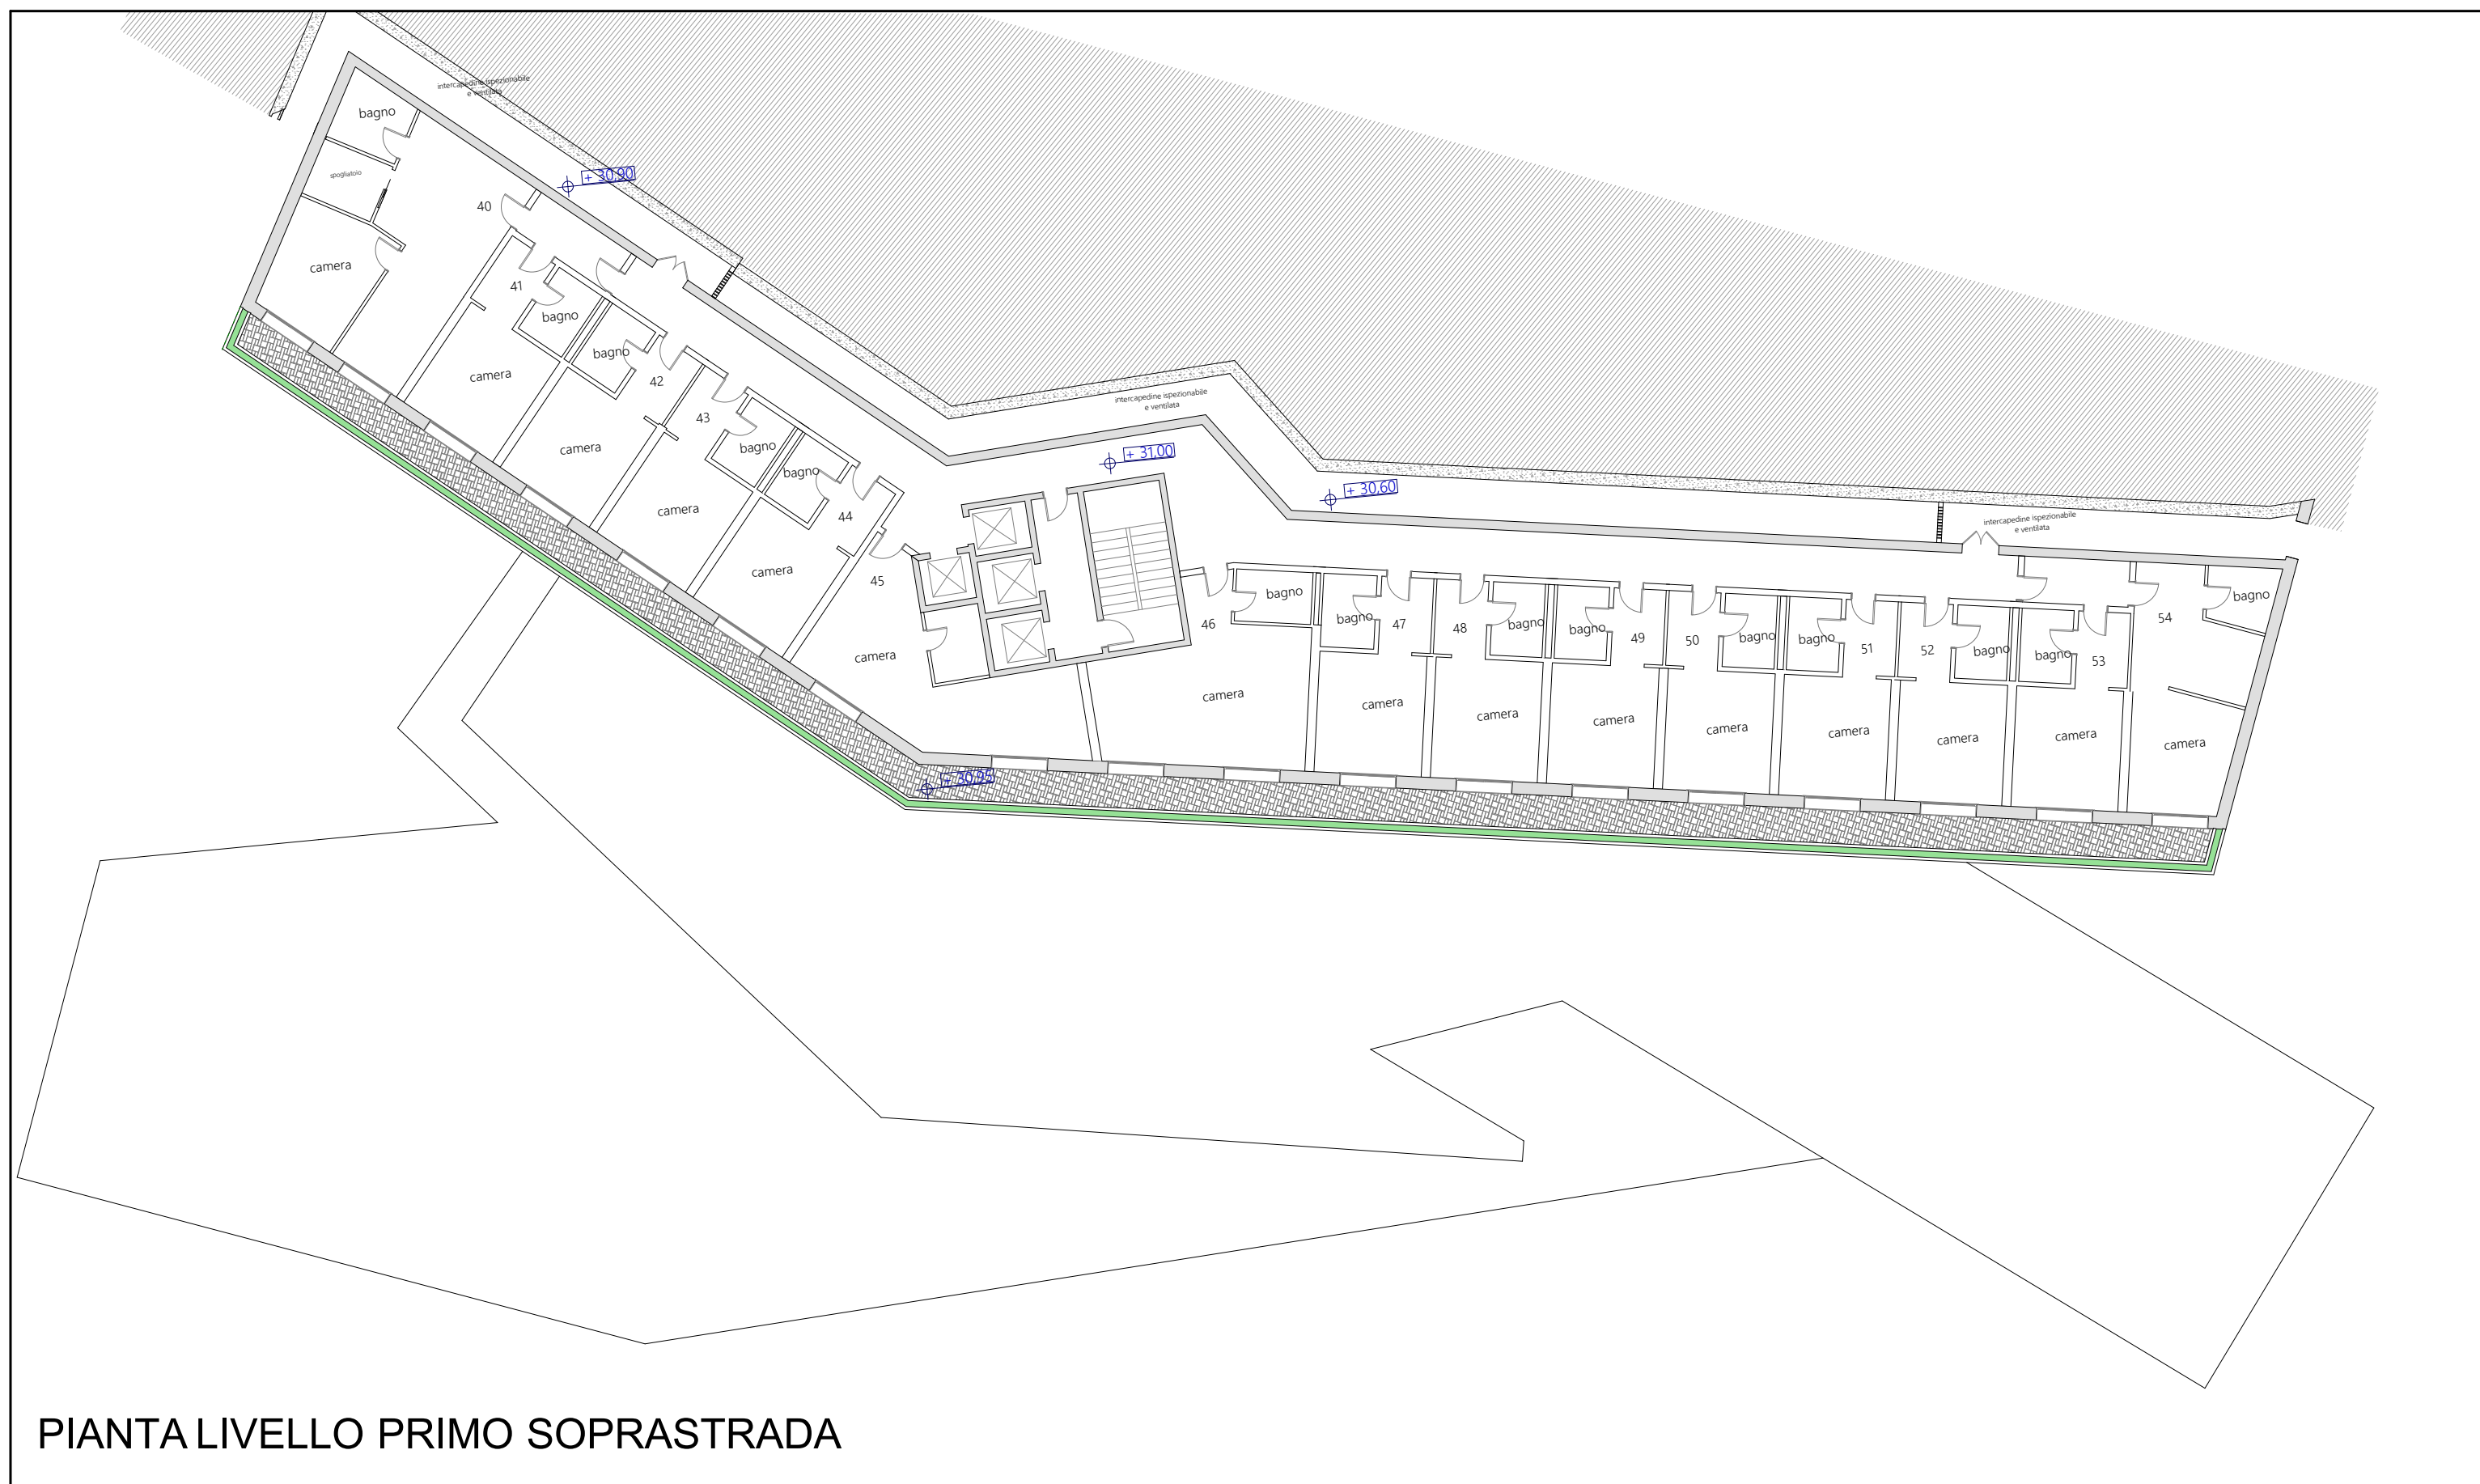 intercapedine ispezionabile
e ventilata
bagno
spogliatoio
+ 30,90
40
camera
41
bagno
camera
bagno
42
camera
43
bagno
camera
bagno
44
camera
45
camera
intercapedine ispezionabile
e ventilata
+ 31,00
+ 30,60
intercapedine ispezionabile
e ventilata
46
bagno
camera
bagno
47
camera
48
bagno
camera
bagno
49
camera
50
bagno
camera
bagno
51
camera
52
bagno
camera
bagno
53
camera
54
bagno
camera
+ 30,95
PIANTA LIVELLO PRIMO SOPRASTRADA